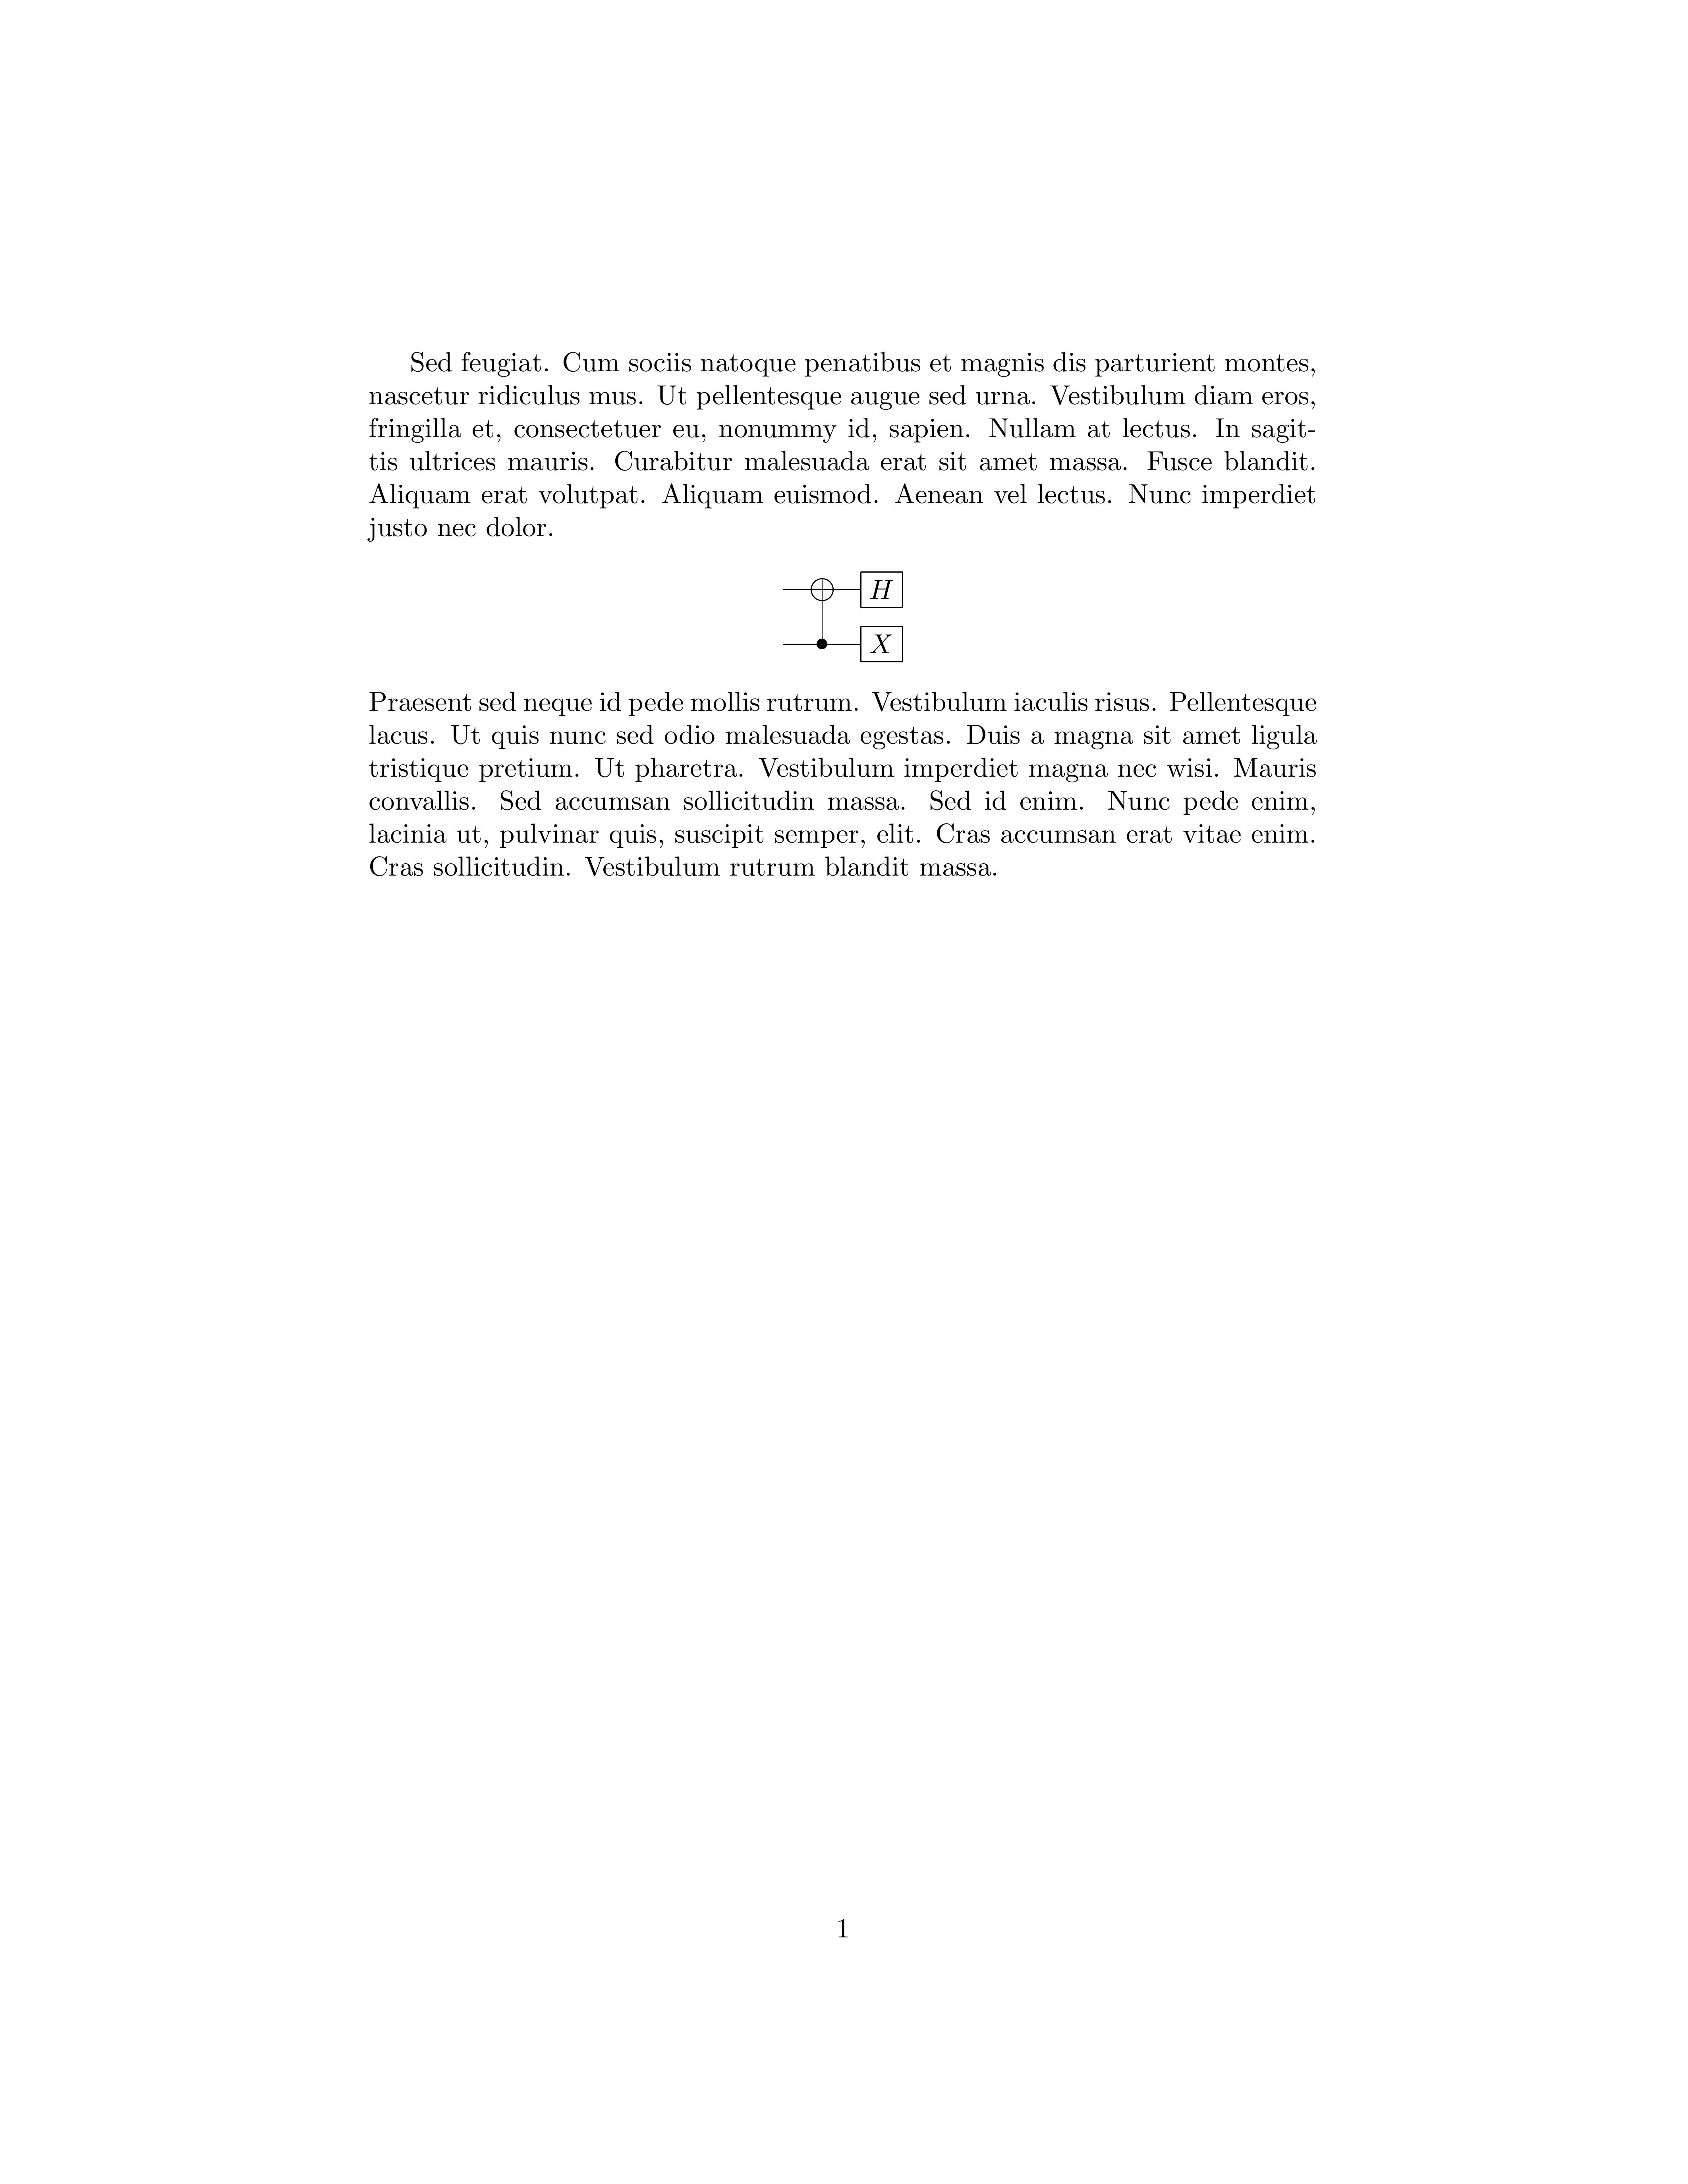 Sed feugiat. Cum sociis natoque penatibus et magnis dis parturient montes,
nascetur ridiculus mus. Ut pellentesque augue sed urna. Vestibulum diam eros,
fringilla et, consectetuer eu, nonummy id, sapien. Nullam at lectus. In sagit-
tis ultrices mauris. Curabitur malesuada erat sit amet massa. Fusce blandit.
Aliquam erat volutpat. Aliquam euismod. Aenean vel lectus. Nunc imperdiet
justo nec dolor.
H
X
Praesent sed neque id pede mollis rutrum. Vestibulum iaculis risus. Pellentesque
lacus. Ut quis nunc sed odio malesuada egestas. Duis a magna sit amet ligula
tristique pretium. Ut pharetra. Vestibulum imperdiet magna nec wisi. Mauris
convallis. Sed accumsan sollicitudin massa. Sed id enim. Nunc pede enim,
lacinia ut, pulvinar quis, suscipit semper, elit. Cras accumsan erat vitae enim.
Cras sollicitudin. Vestibulum rutrum blandit massa.
1